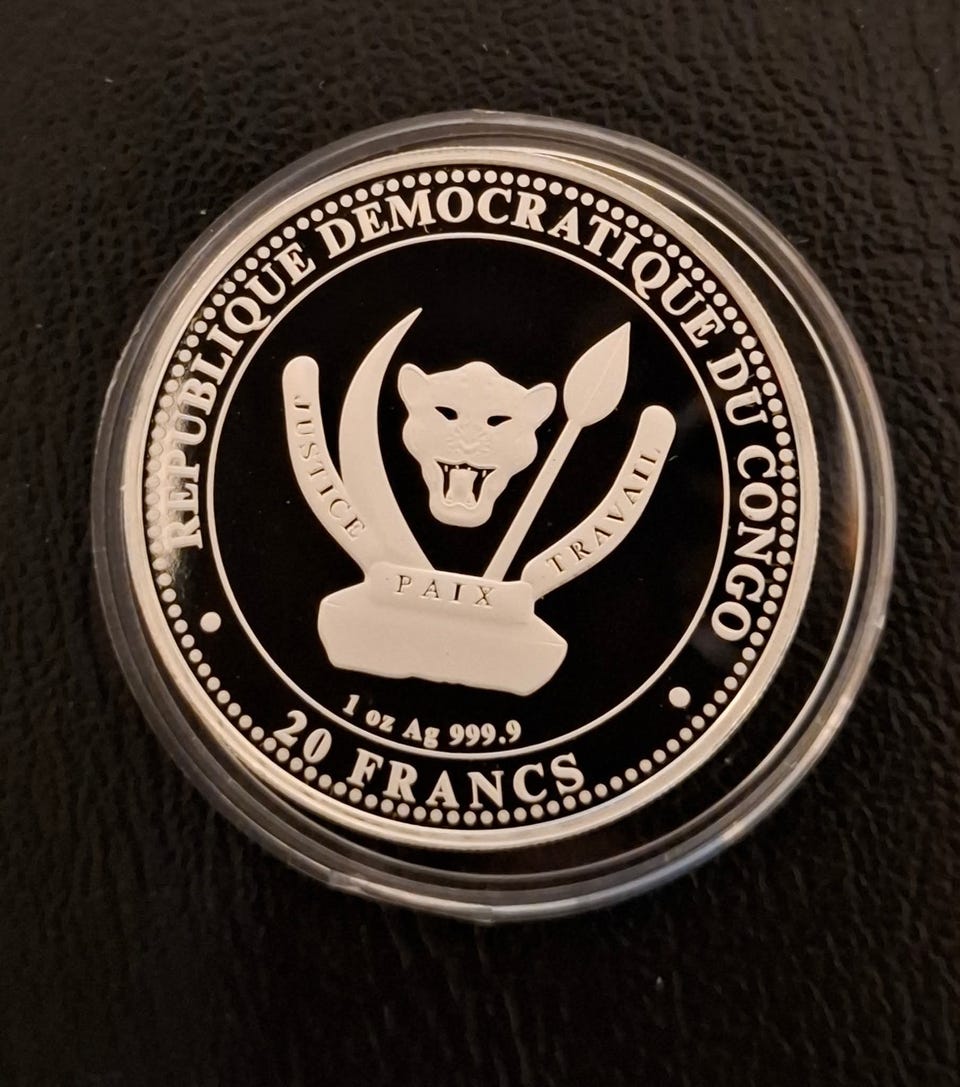 REPUBLIQUE DEMOCRATIQUE DU CONGO
JUSTICE
PAIX
TRAVAIL
1 oz Ag 999.9
20 FRANCS